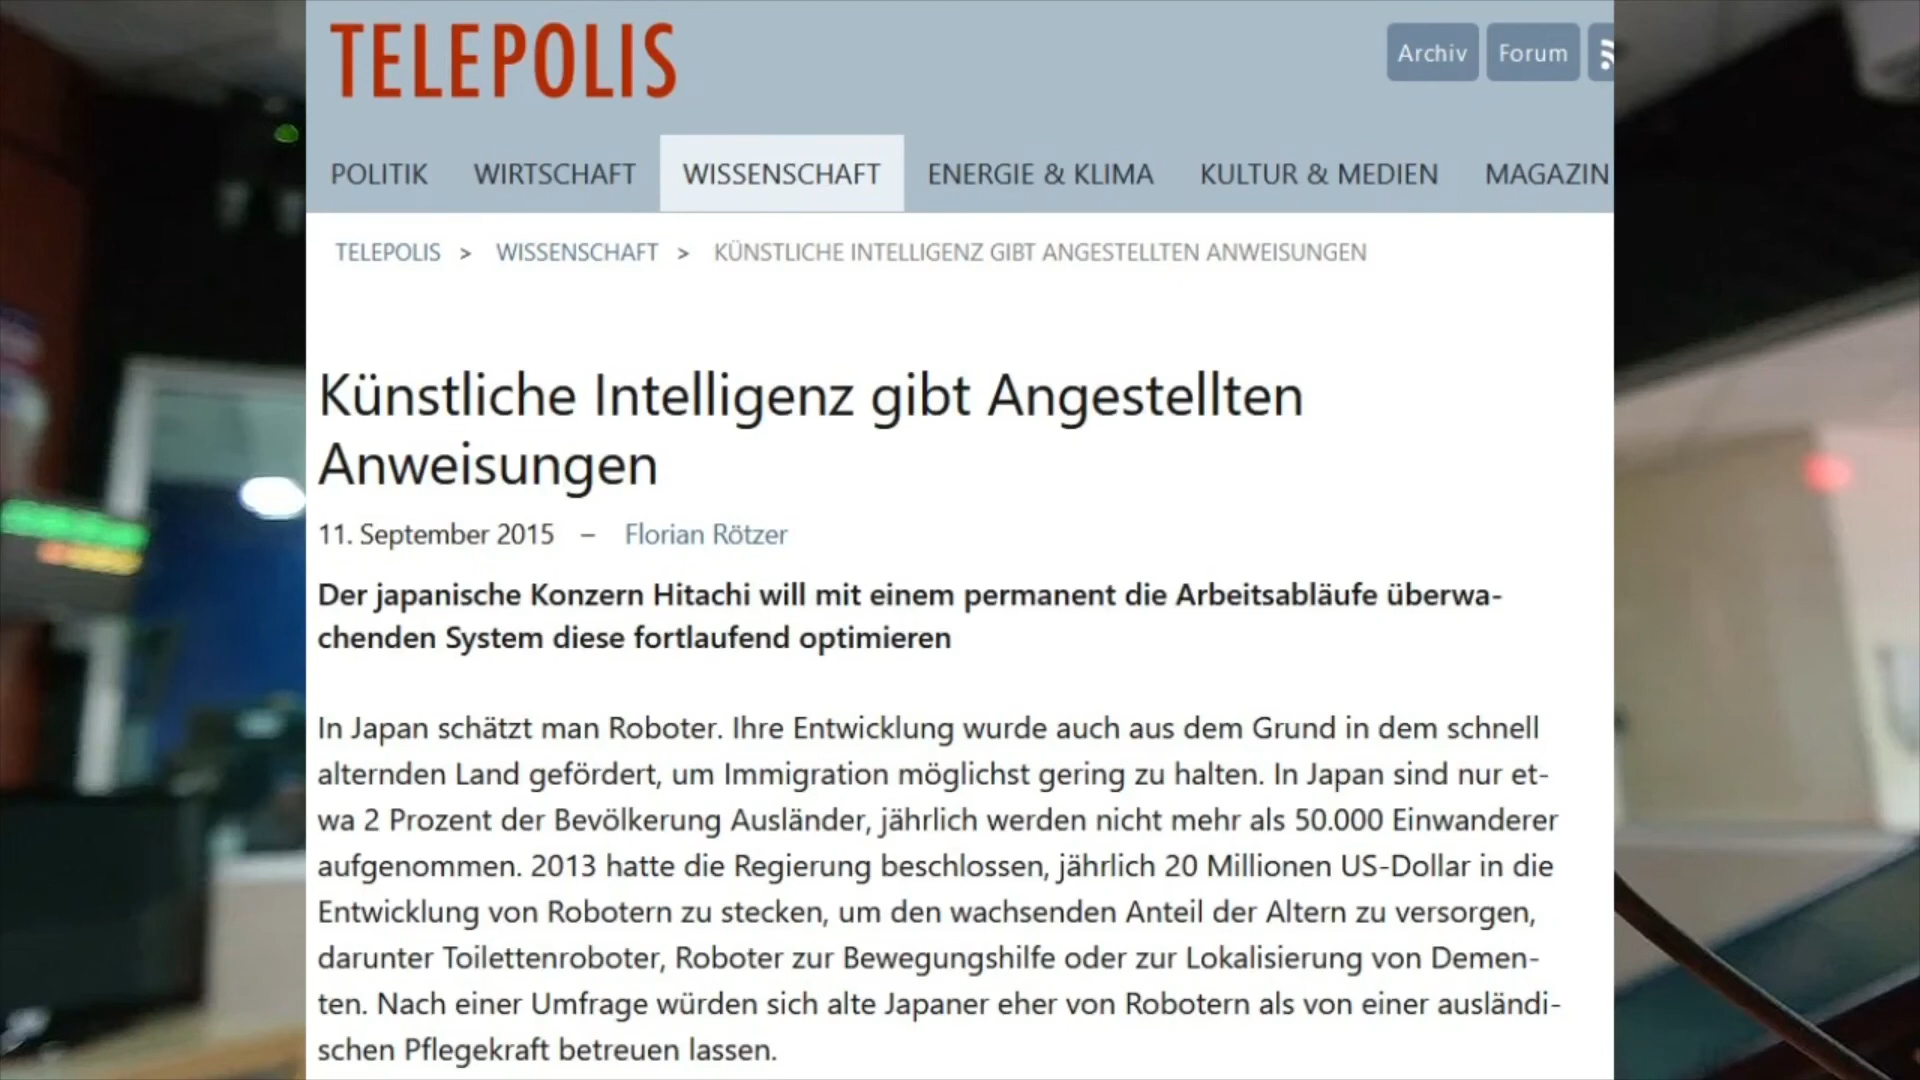 TELEPOLIS
Archiv Forum
POLITIK WIRTSCHAFT WISSENSCHAFT ENERGIE & KLIMA KULTUR & MEDIEN MAGAZIN
TELEPOLIS > WISSENSCHAFT > KÜNSTLICHE INTELLIGENZ GIBT ANGESTELLTEN ANWEISUNGEN
Künstliche Intelligenz gibt Angestellten
Anweisungen
11. September 2015 – Florian Rötzer
Der japanische Konzern Hitachi will mit einem permanent die Arbeitsabläufe überwa-
chenden System diese fortlaufend optimieren
In Japan schätzt man Roboter. Ihre Entwicklung wurde auch aus dem Grund in dem schnell
alternden Land gefördert, um Immigration möglichst gering zu halten. In Japan sind nur et-
wa 2 Prozent der Bevölkerung Ausländer, jährlich werden nicht mehr als 50.000 Einwanderer
aufgenommen. 2013 hatte die Regierung beschlossen, jährlich 20 Millionen US-Dollar in die
Entwicklung von Robotern zu stecken, um den wachsenden Anteil der Altern zu versorgen,
darunter Toilettenroboter, Roboter zur Bewegungshilfe oder zur Lokalisierung von Demen-
ten. Nach einer Umfrage würden sich alte Japaner eher von Robotern als von einer ausländi-
schen Pflegekraft betreuen lassen.